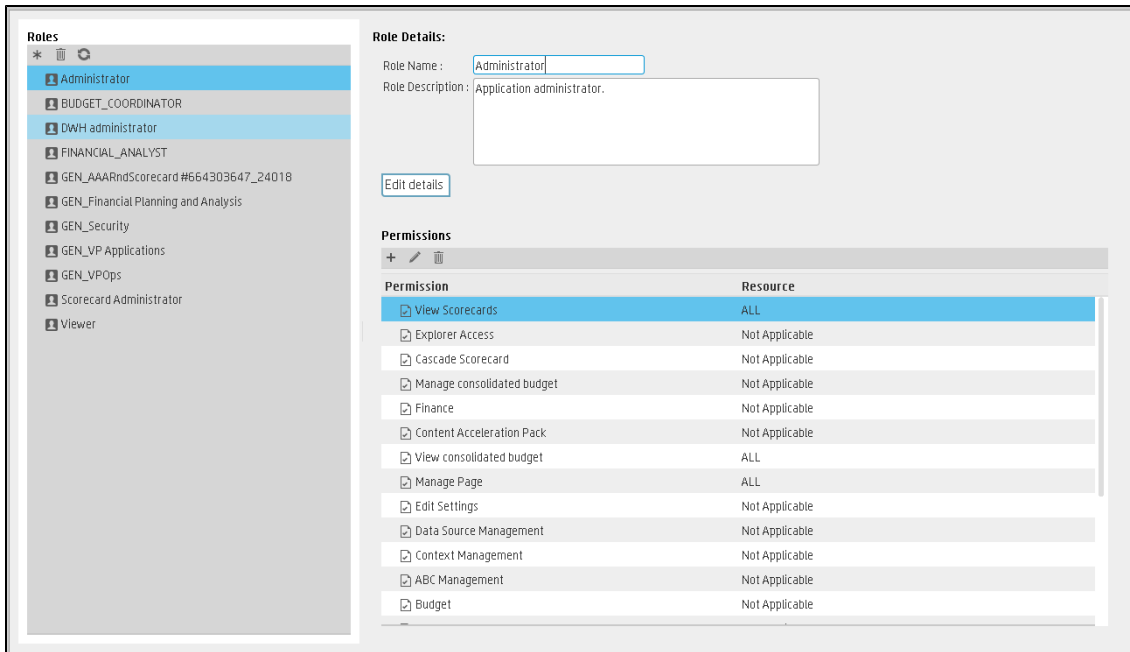 Roles
Administrator
BUDGET_COORDINATOR
DWH administrator
FINANCIAL_ANALYST
GEN_AAARndScorecard #664303647_24018
GEN_Financial Planning and Analysis
GEN_Security
GEN_VP Applications
GEN_VPOps
Scorecard Administrator
Viewer
Role Details:
Role Name : Administrator
Role Description : Application administrator.
Edit details
Permissions
Permission Resource
View Scorecards ALL
Explorer Access Not Applicable
Cascade Scorecard Not Applicable
Manage consolidated budget Not Applicable
Finance Not Applicable
Content Acceleration Pack Not Applicable
View consolidated budget ALL
Manage Page ALL
Edit Settings Not Applicable
Data Source Management Not Applicable
Context Management Not Applicable
ABC Management Not Applicable
Budget Not Applicable